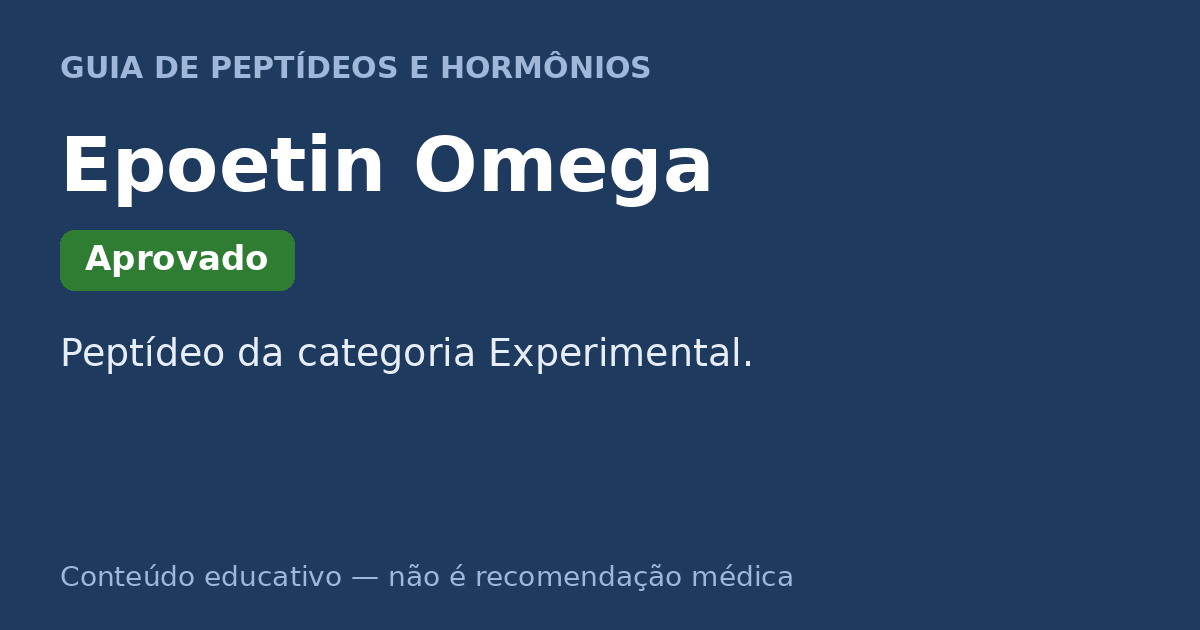 GUIA DE PEPTÍDEOS E HORMÔNIOS
Epoetin Omega
Aprovado
Peptídeo da categoria Experimental.
Conteúdo educativo — não é recomendação médica